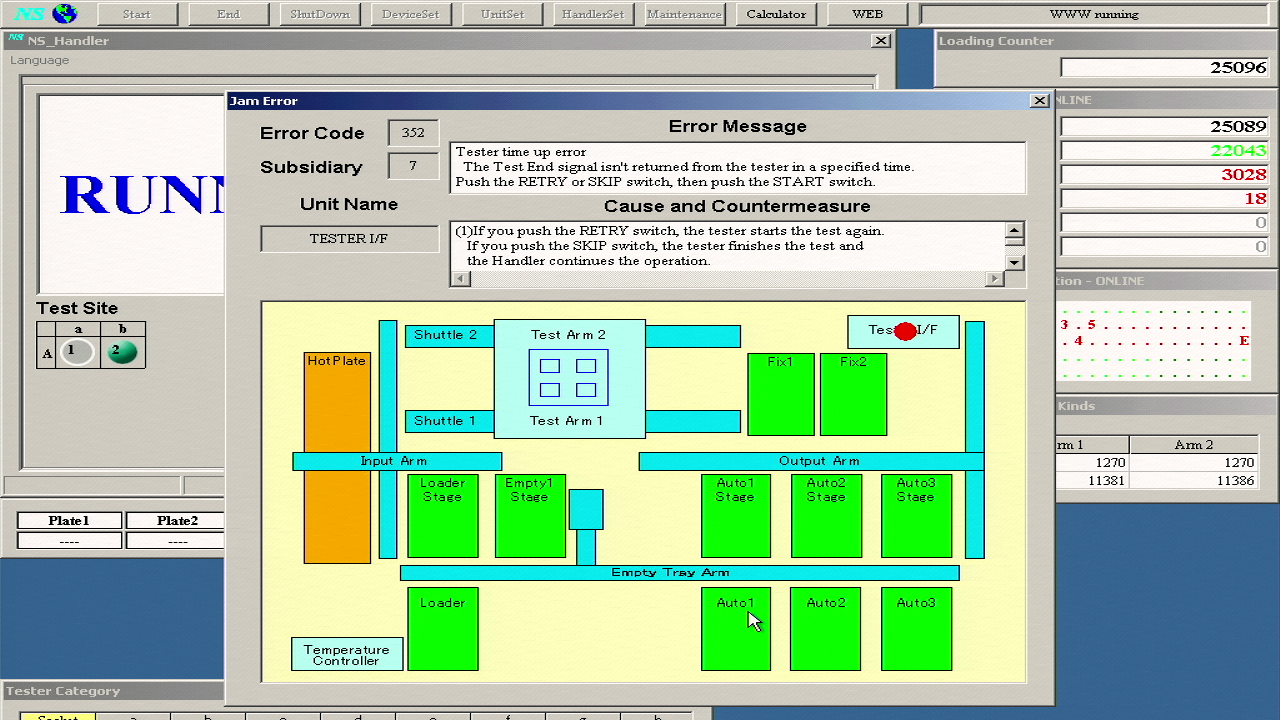 NS Start End ShutDown DeviceSet UnitSet HandlerSet Maintenance Calculator WEB WWW running
NS NS_Handler
Language
Loading Counter
25096
Jam Error
NLINE
Error Code 352
Subsidiary 7
Unit Name
TESTER I/F
Error Message
Tester time up error
The Test End signal isn't returned from the tester in a specified time.
Push the RETRY or SKIP switch, then push the START switch.
Cause and Countermeasure
(1)If you push the RETRY switch, the tester starts the test again.
If you push the SKIP switch, the tester finishes the test and
the Handler continues the operation.
25089
22043
3028
18
0
0
RUNN
Test Site
a b
A 1 2
tion - ONLINE
3 . 5
. 4 E
Shuttle 2 Test Arm 2
HotPlate Fix1 Fix2
Shuttle 1 Test Arm 1
Input Arm Output Arm
Loader Stage
Empty1 Stage
Auto1 Stage
Auto2 Stage
Auto3 Stage
Empty Tray Arm
Loader Auto1 Auto2 Auto3
Temperature
Controller
Kinds
rm 1 Arm 2
1270 1270
11381 11386
Plate1 Plate2
---- ----
Tester Category
Socket a b c d e f g h